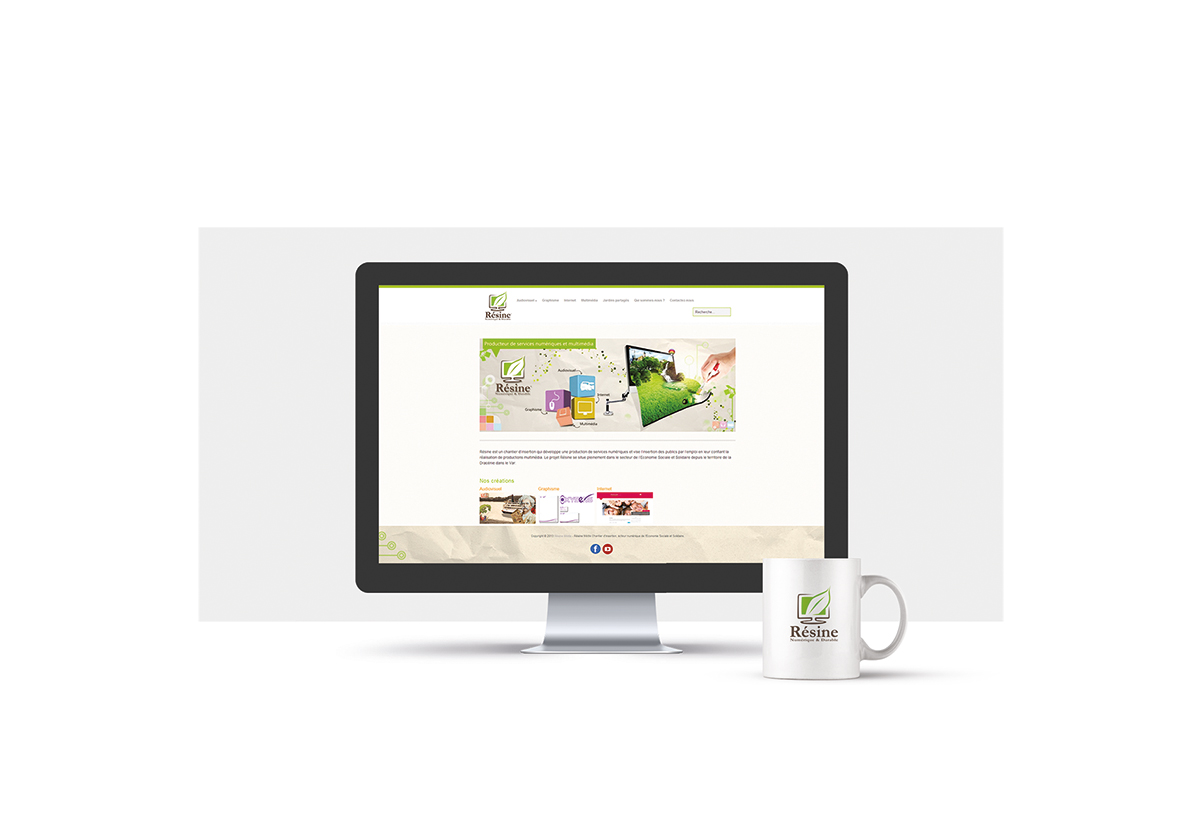 Résine
Numérique & Durable
Audiovisuel Graphisme Internet Multimédia Jardins partagés Qui sommes-nous ? Contactez-nous
Recherche
Producteur de services numériques et multimédia
Résine
Numérique & Durable
Audiovisuel
Internet
Graphisme
Multimédia
Résine est un chantier d'insertion qui développe une production de services numériques et vise l'insertion des publics par l'emploi en leur confiant la
réalisation de productions multimédia. Le projet Résine se situe pleinement dans le secteur de l'Economie Sociale et Solidaire depuis le territoire de la
Dracénie dans le Var
Nos créations
Audiovisuel Graphisme Internet
Résine
Numérique & Durable